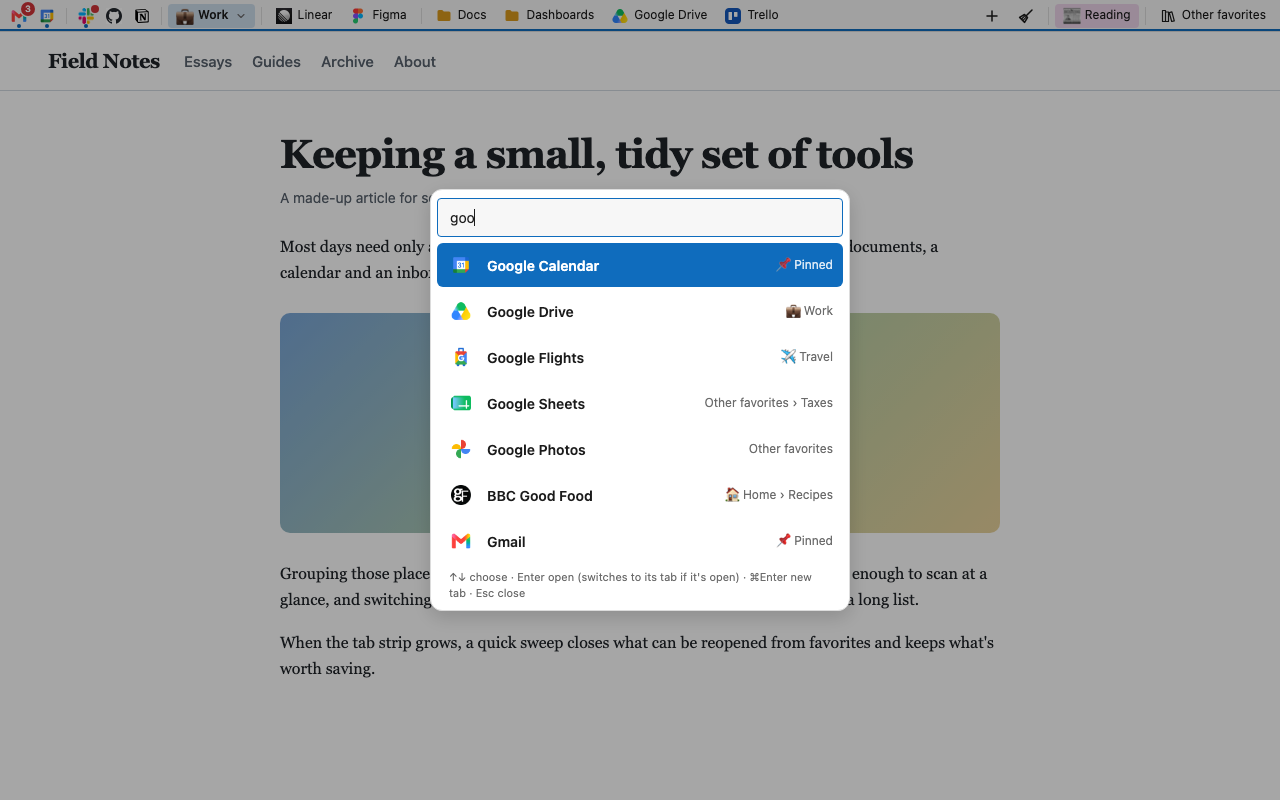 3
31
Work
Linear
Figma
Docs
Dashboards
Google Drive
Trello
Reading
Other favorites
Field Notes
Essays
Guides
Archive
About
Keeping a small, tidy set of tools
A made-up article for s
Most days need only
documents, a
calendar and an inbo
goo
31
Google Calendar
Pinned
Google Drive
Work
Google Flights
Travel
Google Sheets
Other favorites › Taxes
Google Photos
Other favorites
gF
BBC Good Food
Home › Recipes
Gmail
Pinned
↑↓ choose · Enter open (switches to its tab if it's open) · ⌘Enter new
tab · Esc close
Grouping those place
enough to scan at a
glance, and switching
a long list.
When the tab strip grows, a quick sweep closes what can be reopened from favorites and keeps what's
worth saving.